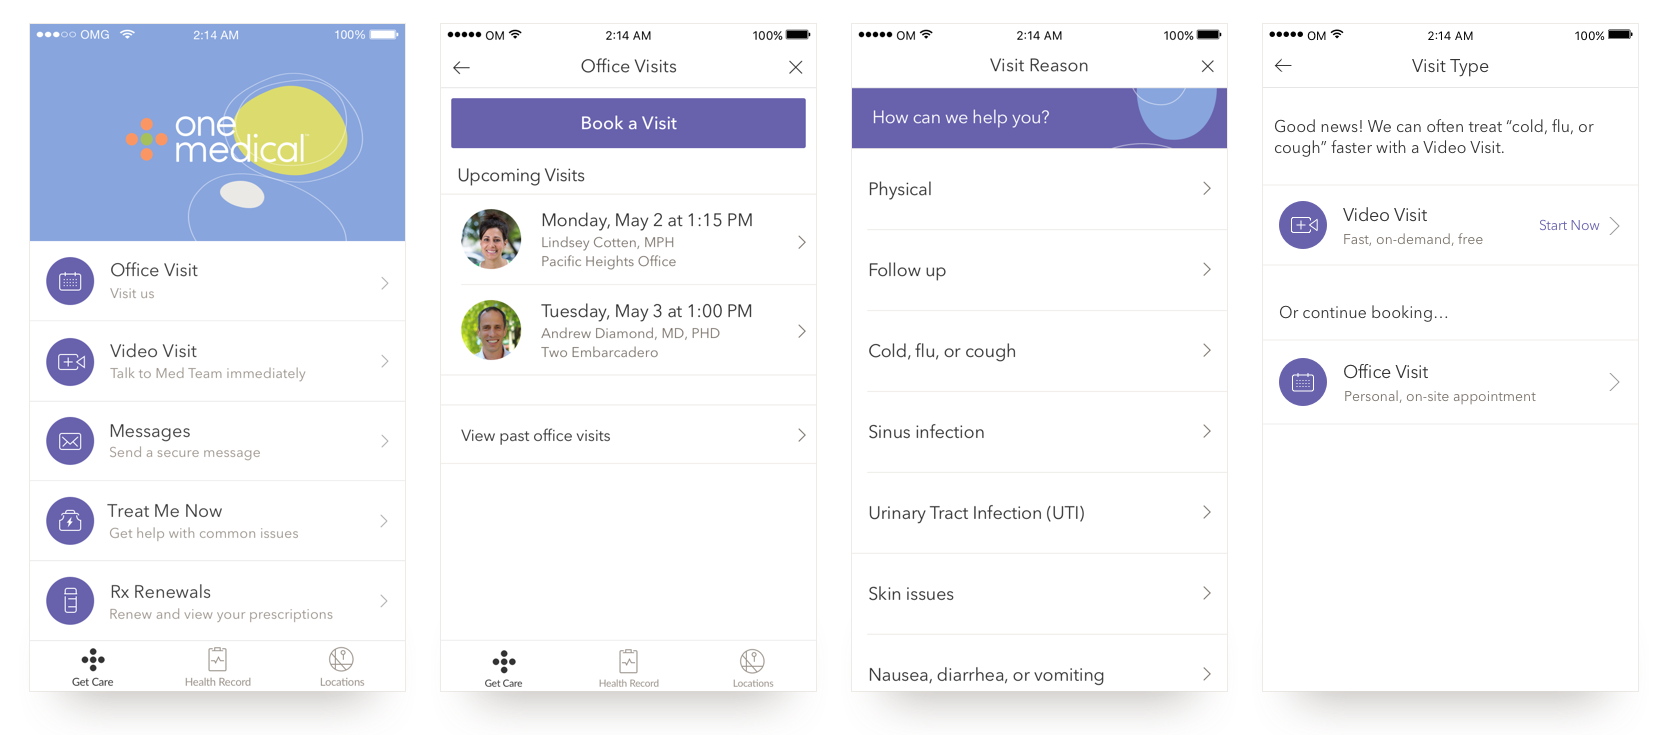 OMG
2:14 AM
100%
one
medical
Office Visit
Visit us
Video Visit
Talk to Med Team immediately
Messages
Send a secure message
Treat Me Now
Get help with common issues
Rx Renewals
Renew and view your prescriptions
Get Care
Health Record
Locations
OM
2:14 AM
100%
Office Visits
Book a Visit
Upcoming Visits
Monday, May 2 at 1:15 PM
Lindsey Cotten, MPH
Pacific Heights Office
Tuesday, May 3 at 1:00 PM
Andrew Diamond, MD, PHD
Two Embarcadero
View past office visits
Get Care
Health Record
Locations
OM
2:14 AM
100%
Visit Reason
How can we help you?
Physical
Follow up
Cold, flu, or cough
Sinus infection
Urinary Tract Infection (UTI)
Skin issues
Nausea, diarrhea, or vomiting
OM
2:14 AM
100%
Visit Type
Good news! We can often treat “cold, flu, or
cough” faster with a Video Visit.
Video Visit
Fast, on-demand, free
Start Now
Or continue booking...
Office Visit
Personal, on-site appointment